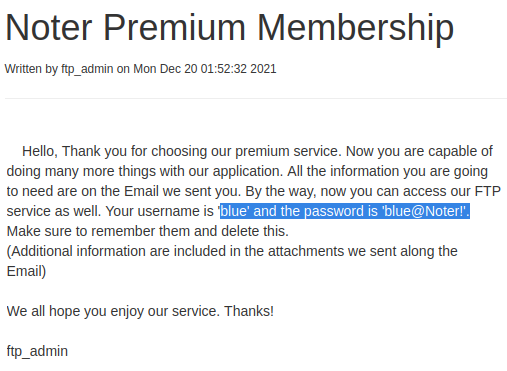 Noter Premium Membership
Written by ftp_admin on Mon Dec 20 01:52:32 2021
Hello, Thank you for choosing our premium service. Now you are capable of
doing many more things with our application. All the information you are going
to need are on the Email we sent you. By the way, now you can access our FTP
service as well. Your username is 'blue' and the password is 'blue@Noter!'.
Make sure to remember them and delete this.
(Additional information are included in the attachments we sent along the
Email)
We all hope you enjoy our service. Thanks!
ftp_admin